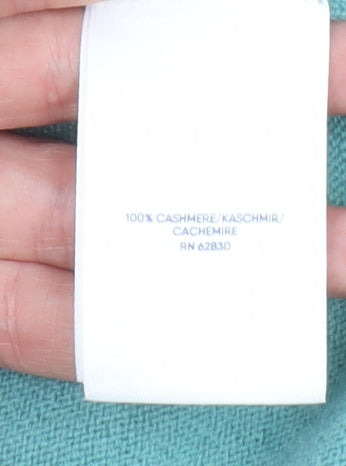 100% CASHMERE/KASCHMIR/
CACHEMIRE
RN 62830